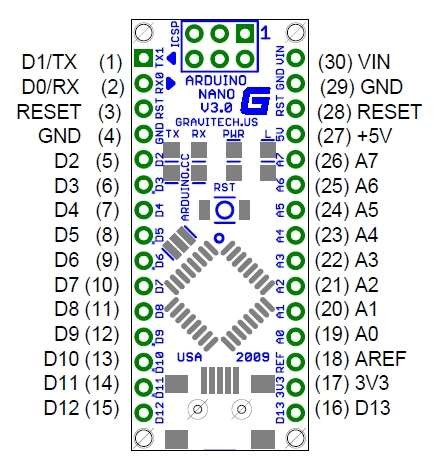 ICSP 1
D1/TX (1) TX1 VIN (30) VIN
D0/RX (2) RX0 ARDUINO GND (29) GND
NANO
RESET (3) RST V3.0 G RST (28) RESET
GRAVITECH.US
GND (4) GND TX RX PWR L 5V (27) +5V
D2 (5) D2 A7 (26) A7
D3 (6) D3 ARDUINO.CC RST A6 (25) A6
D4 (7) D4 A5 (24) A5
D5 (8) D5 A4 (23) A4
D6 (9) D6 A3 (22) A3
D7 (10) D7 A2 (21) A2
D8 (11) D8 A1 (20) A1
D9 (12) D9 A0 (19) A0
D10 (13) D10 USA 2009 REF (18) AREF
D11 (14) D11 3V3 (17) 3V3
D12 (15) D12 D13 (16) D13